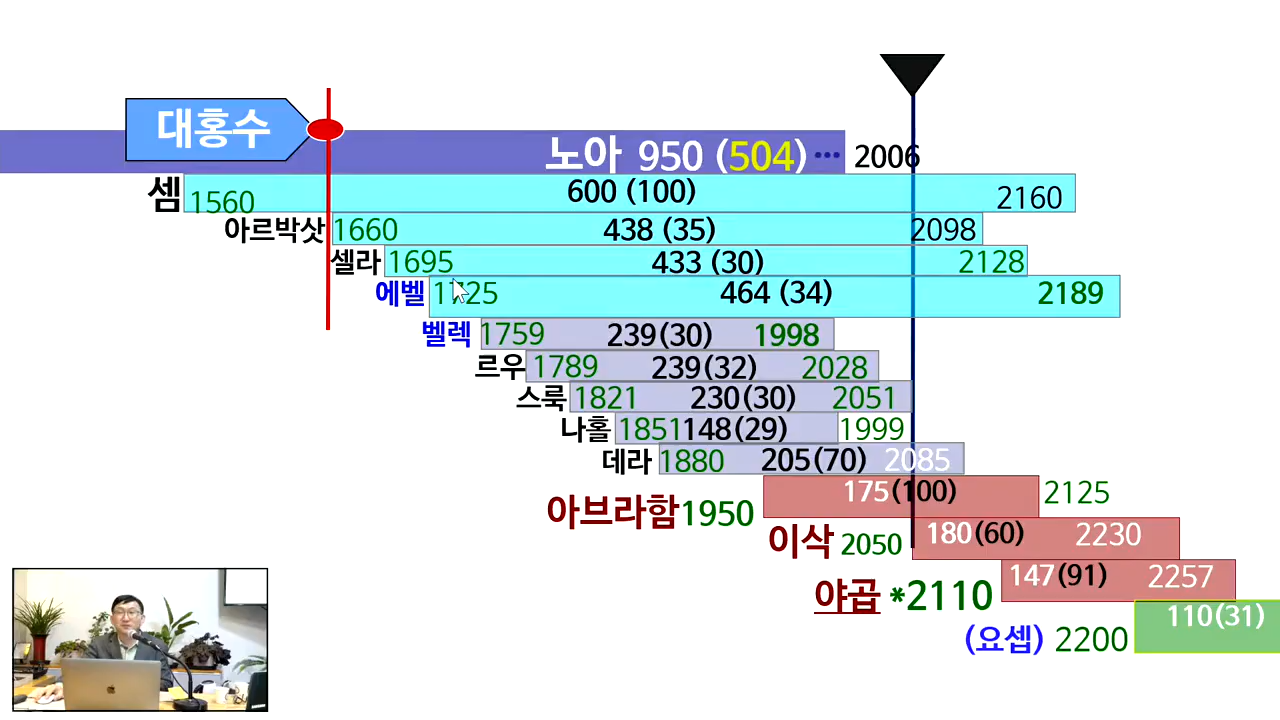 대홍수
노아 950 (504)··· 2006
셈 1560 600 (100) 2160
아르박삿 1660 438 (35) 2098
셀라 1695 433 (30) 2128
에벨 1725 464 (34) 2189
벨렉 1759 239(30) 1998
르우 1789 239(32) 2028
스룩 1821 230(30) 2051
나홀 1851 148(29) 1999
데라 1880 205(70) 2085
아브라함 1950 175(100) 2125
이삭 2050 180(60) 2230
야곱 *2110 147(91) 2257
(요셉) 2200 110(31)